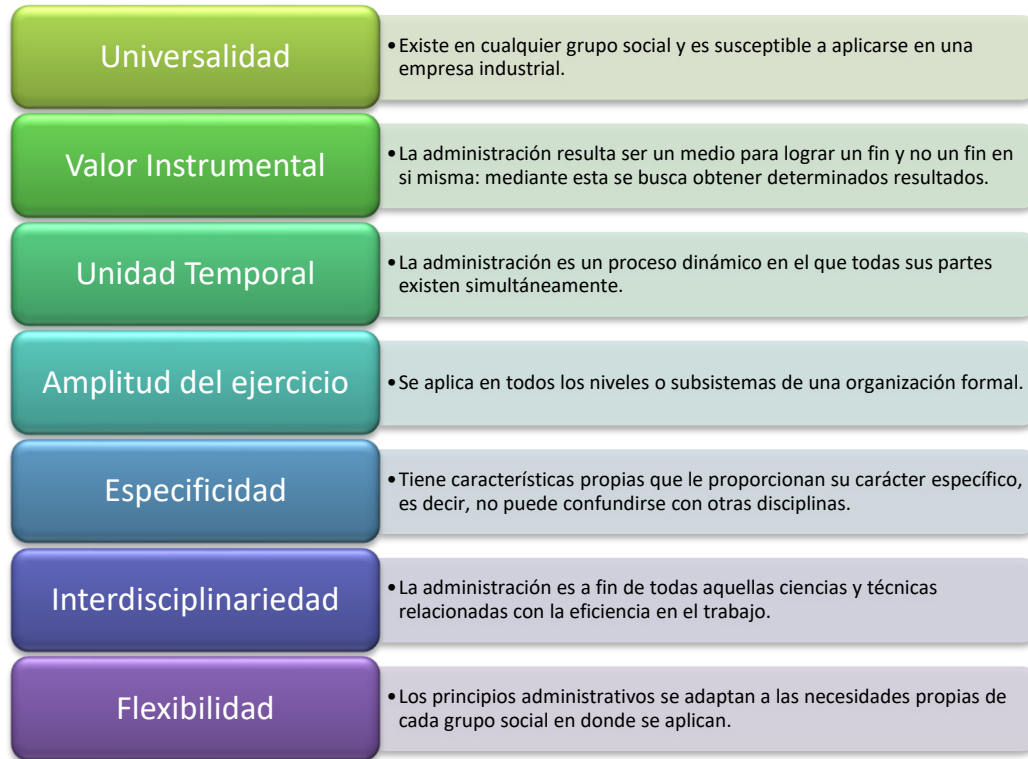 Universalidad
•Existe en cualquier grupo social y es susceptible a aplicarse en una
empresa industrial.
Valor Instrumental
•La administración resulta ser un medio para lograr un fin y no un fin en
si misma: mediante esta se busca obtener determinados resultados.
Unidad Temporal
•La administración es un proceso dinámico en el que todas sus partes
existen simultáneamente.
Amplitud del ejercicio
•Se aplica en todos los niveles o subsistemas de una organización formal.
Especificidad
•Tiene características propias que le proporcionan su carácter específico,
es decir, no puede confundirse con otras disciplinas.
Interdisciplinariedad
•La administración es a fin de todas aquellas ciencias y técnicas
relacionadas con la eficiencia en el trabajo.
Flexibilidad
•Los principios administrativos se adaptan a las necesidades propias de
cada grupo social en donde se aplican.